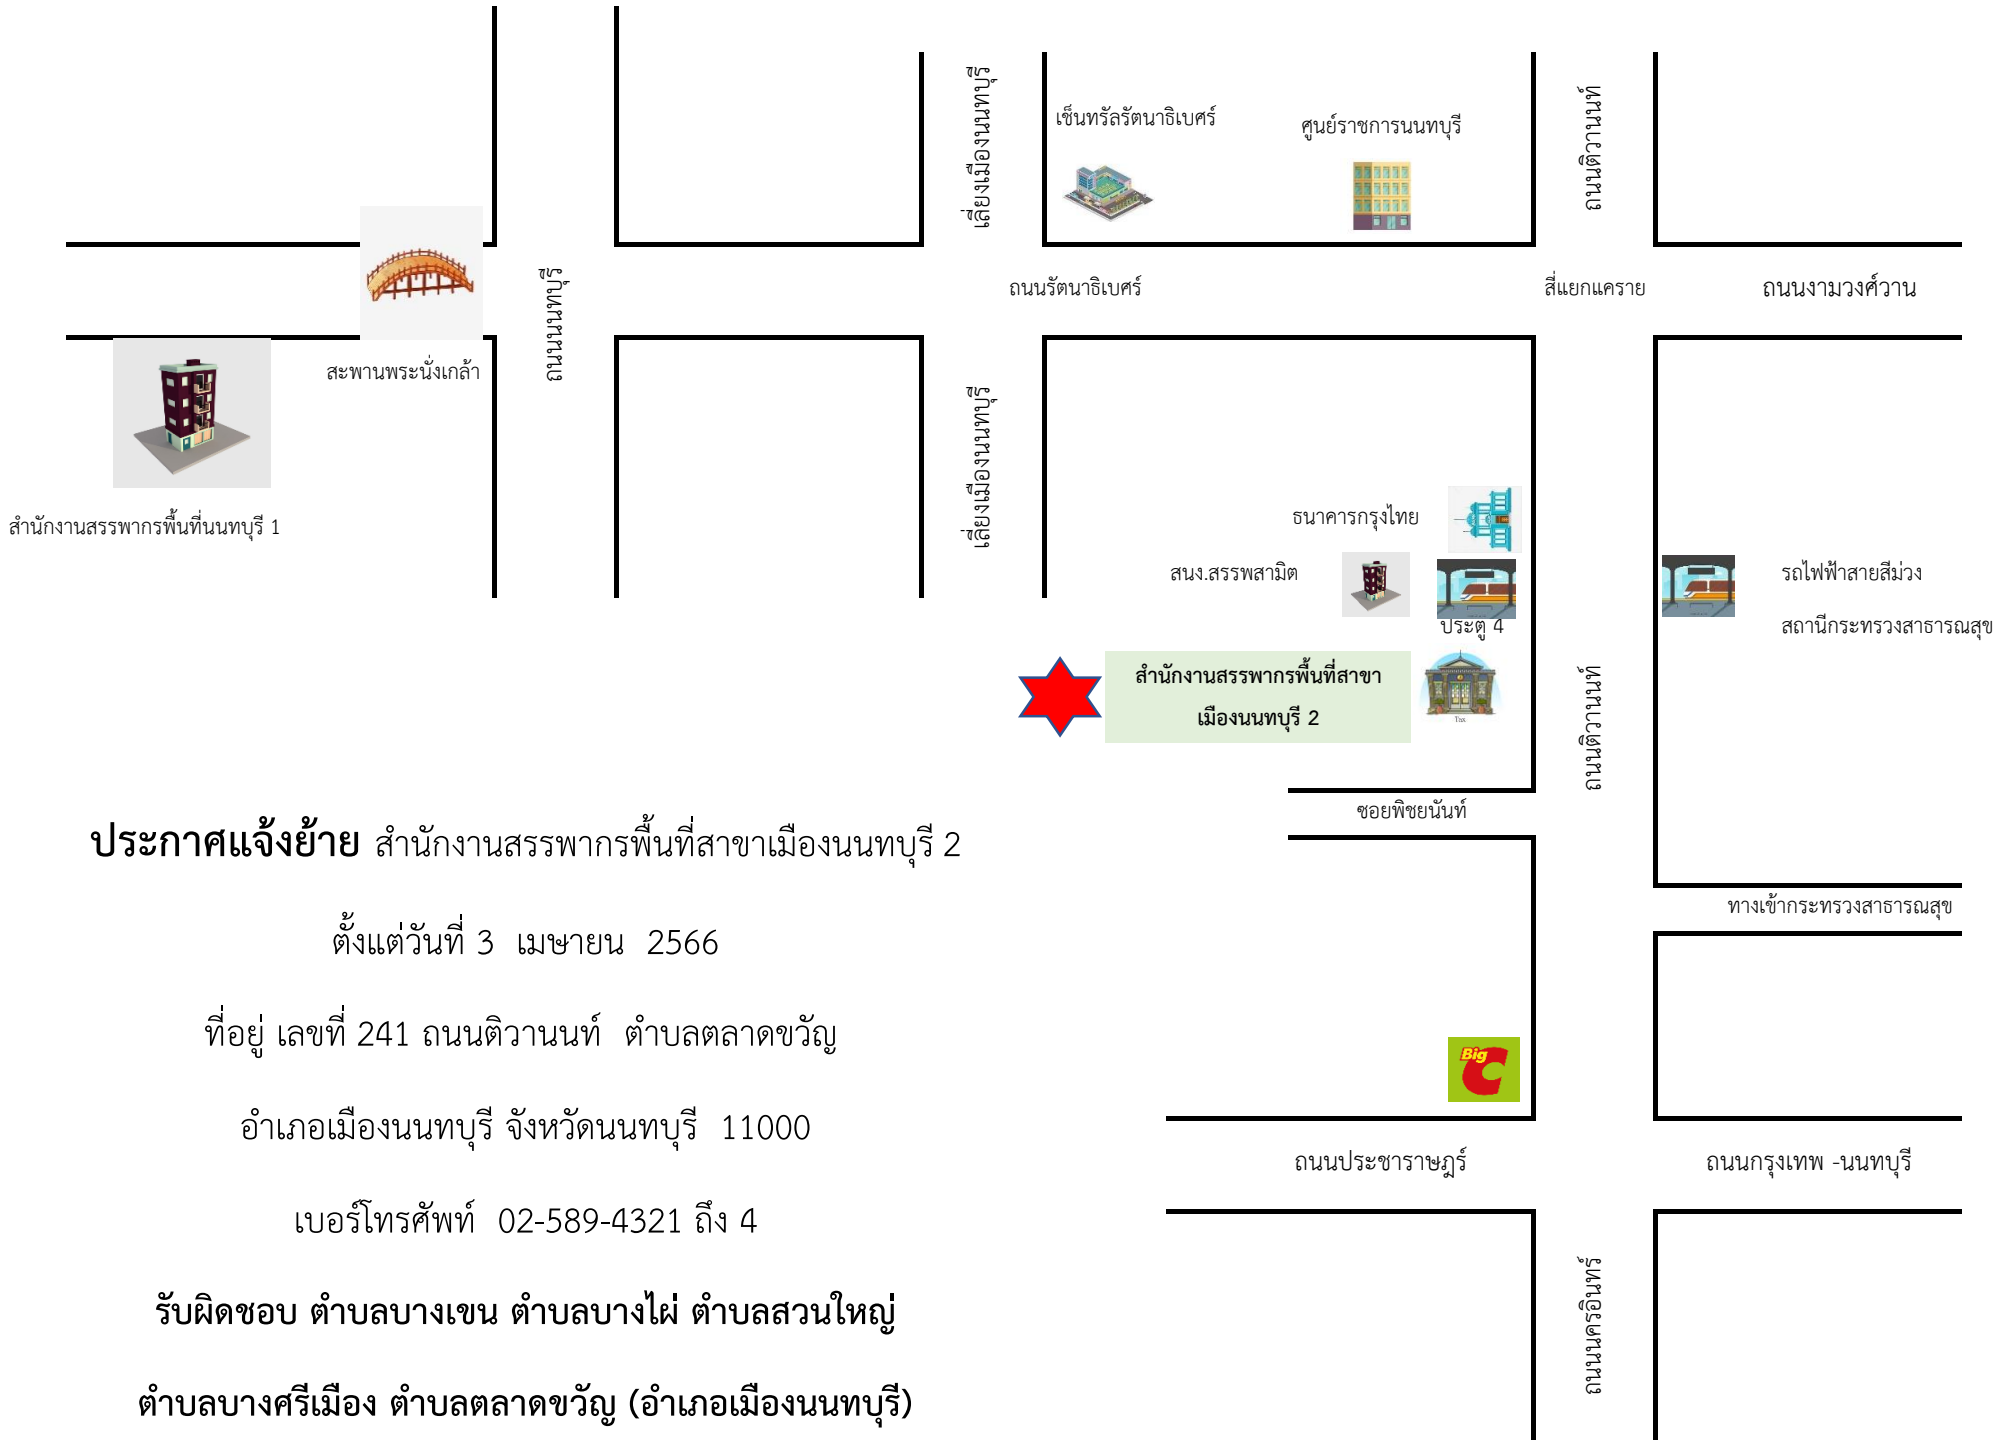 เลี่ยงเมืองนนทบุรี
ถนนติวานนท์
เซ็นทรัลรัตนาธิเบศร์
ศูนย์ราชการนนทบุรี
ถนนนนทบุรี
ถนนรัตนาธิเบศร์
สี่แยกแคราย
ถนนงามวงศ์วาน
สะพานพระนั่งเกล้า
เลี่ยงเมืองนนทบุรี
สำนักงานสรรพากรพื้นที่นนทบุรี 1
ธนาคารกรุงไทย
สนง.สรรพสามิต
รถไฟฟ้าสายสีม่วง
ประตู 4
สถานีกระทรวงสาธารณสุข
สำนักงานสรรพากรพื้นที่สาขา
เมืองนนทบุรี 2
Tax
ถนนติวานนท์
ซอยพิชยนันท์
ประกาศแจ้งย้าย สำนักงานสรรพากรพื้นที่สาขาเมืองนนทบุรี 2
ทางเข้ากระทรวงสาธารณสุข
ตั้งแต่วันที่ 3 เมษายน 2566
ที่อยู่ เลขที่ 241 ถนนติวานนท์ ตำบลตลาดขวัญ
Big
C
อำเภอเมืองนนทบุรี จังหวัดนนทบุรี 11000
ถนนประชาราษฎร์
ถนนกรุงเทพ -นนทบุรี
เบอร์โทรศัพท์ 02-589-4321 ถึง 4
รับผิดชอบ ตำบลบางเขน ตำบลบางไผ่ ตำบลสวนใหญ่
ถนนนครอินทร์
ตำบลบางศรีเมือง ตำบลตลาดขวัญ (อำเภอเมืองนนทบุรี)